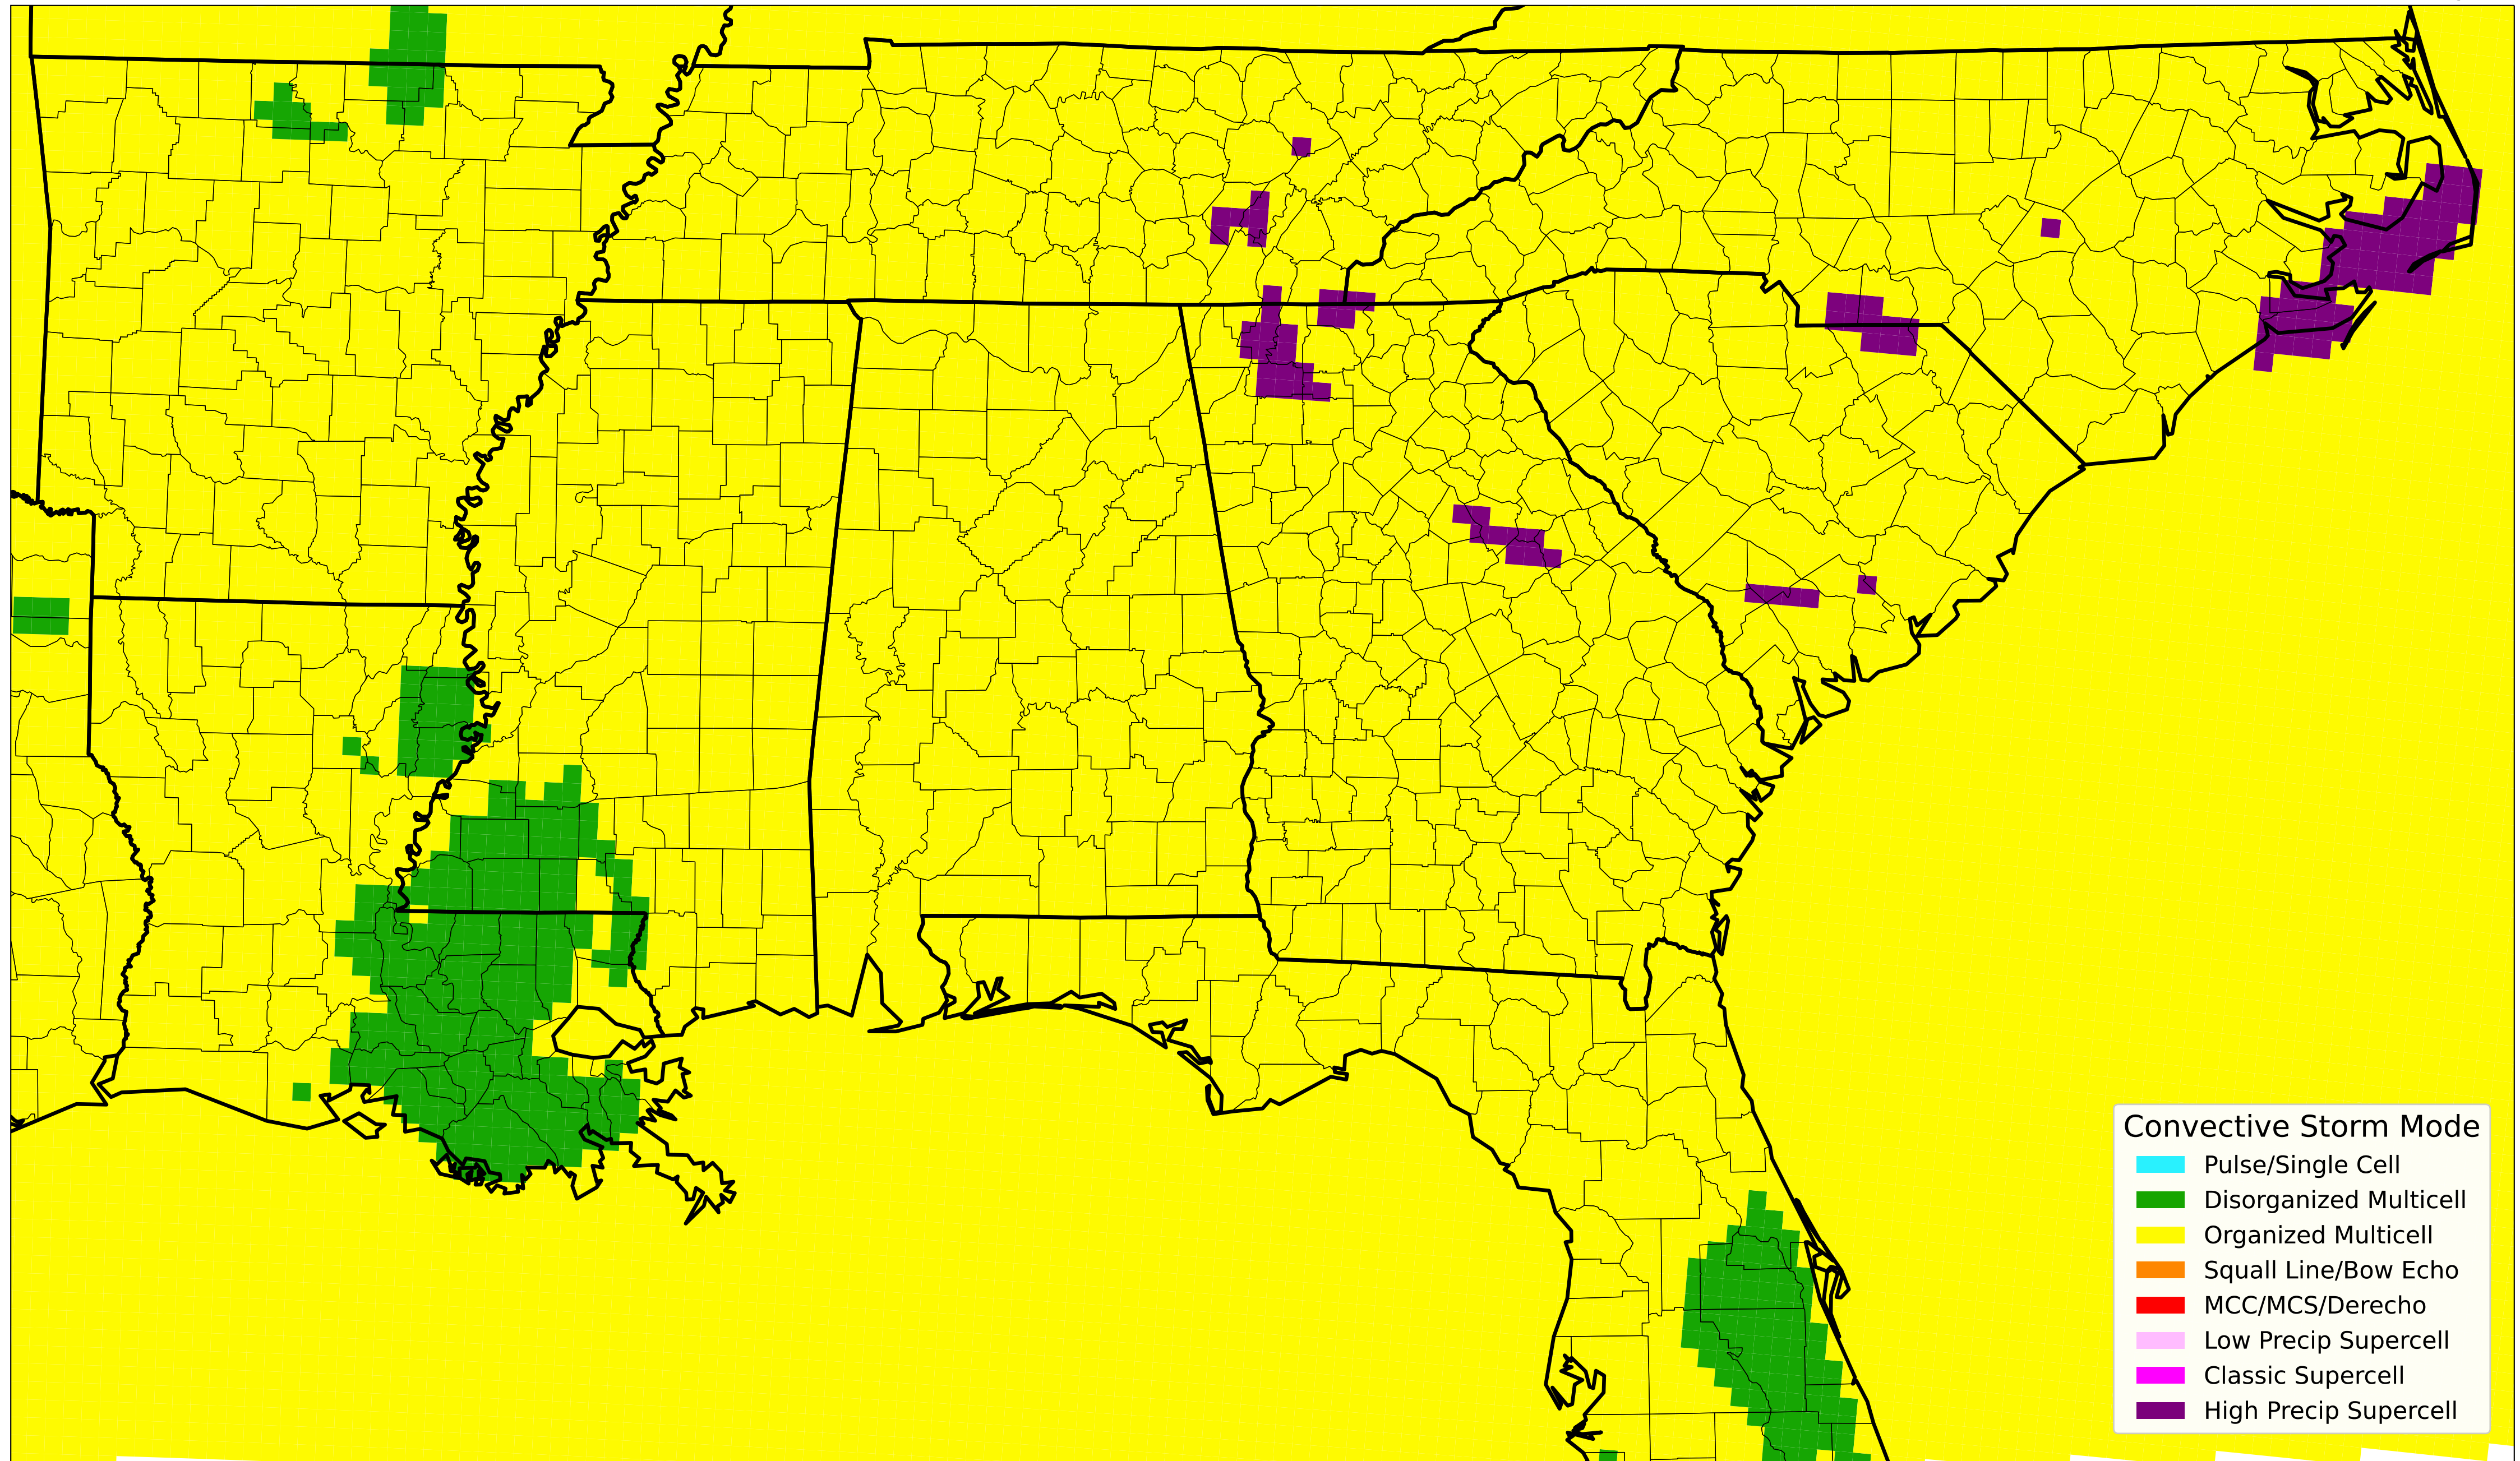 Convective Storm Mode
Pulse/Single Cell
Disorganized Multicell
Organized Multicell
Squall Line/Bow Echo
MCC/MCS/Derecho
Low Precip Supercell
Classic Supercell
High Precip Supercell